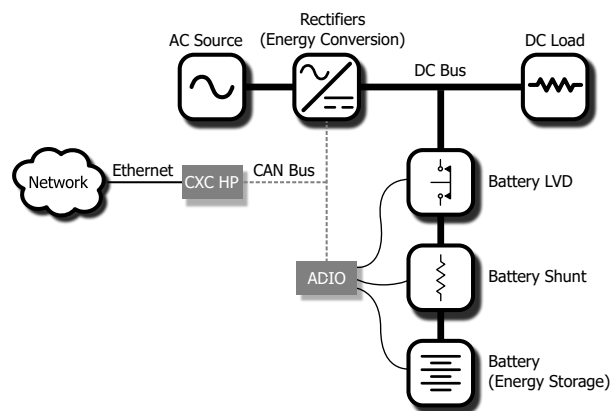 Rectifiers
(Energy Conversion)
AC Source
DC Load
DC Bus
Ethernet
CAN Bus
Network
CXC HP
Battery LVD
ADIO
Battery Shunt
Battery
(Energy Storage)